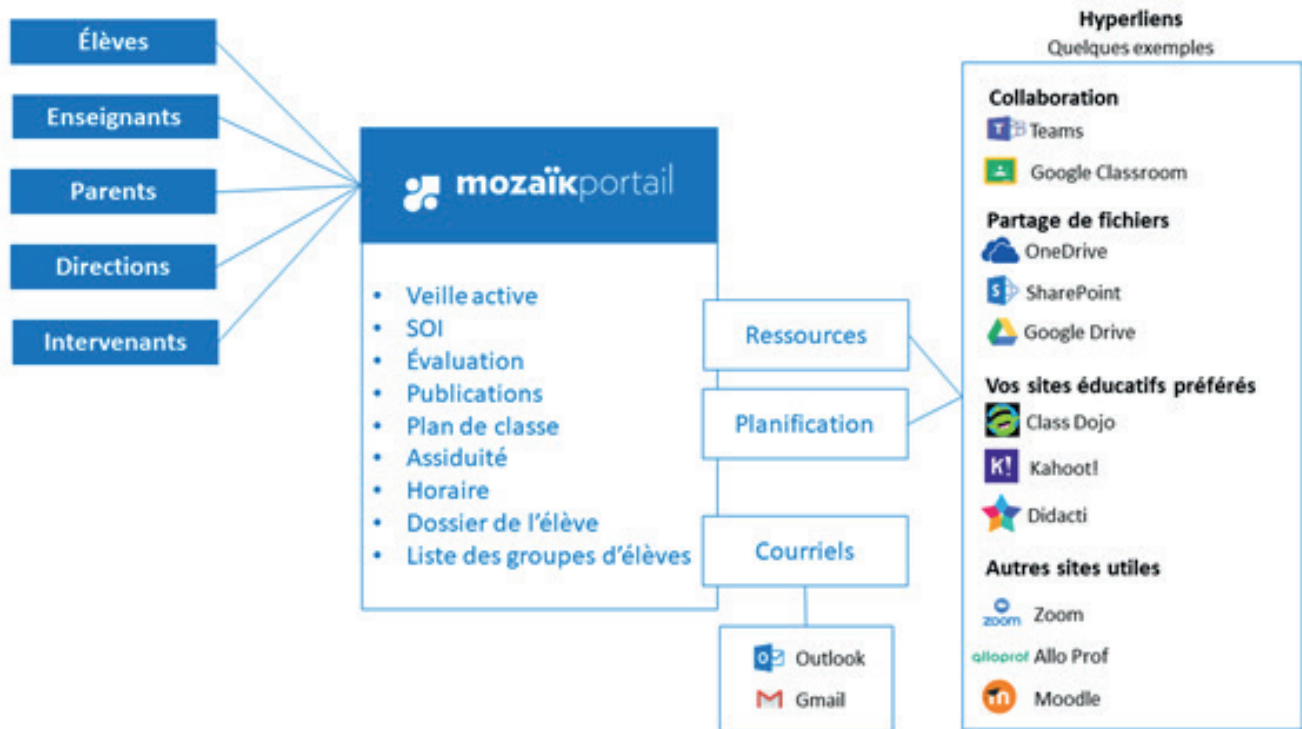 Élèves
Enseignants
Parents
Directions
Intervenants
mozaïkportail
• Veille active
• SOI
• Évaluation
• Publications
• Plan de classe
• Assiduité
• Horaire
• Dossier de l'élève
• Liste des groupes d'élèves
Ressources
Planification
Courriels
Outlook
Gmail
Hyperliens
Quelques exemples
Collaboration
Teams
Google Classroom
Partage de fichiers
OneDrive
SharePoint
Google Drive
Vos sites éducatifs préférés
Class Dojo
K! Kahoot!
Didacti
Autres sites utiles
zoom Zoom
alloprof Allo Prof
Moodle